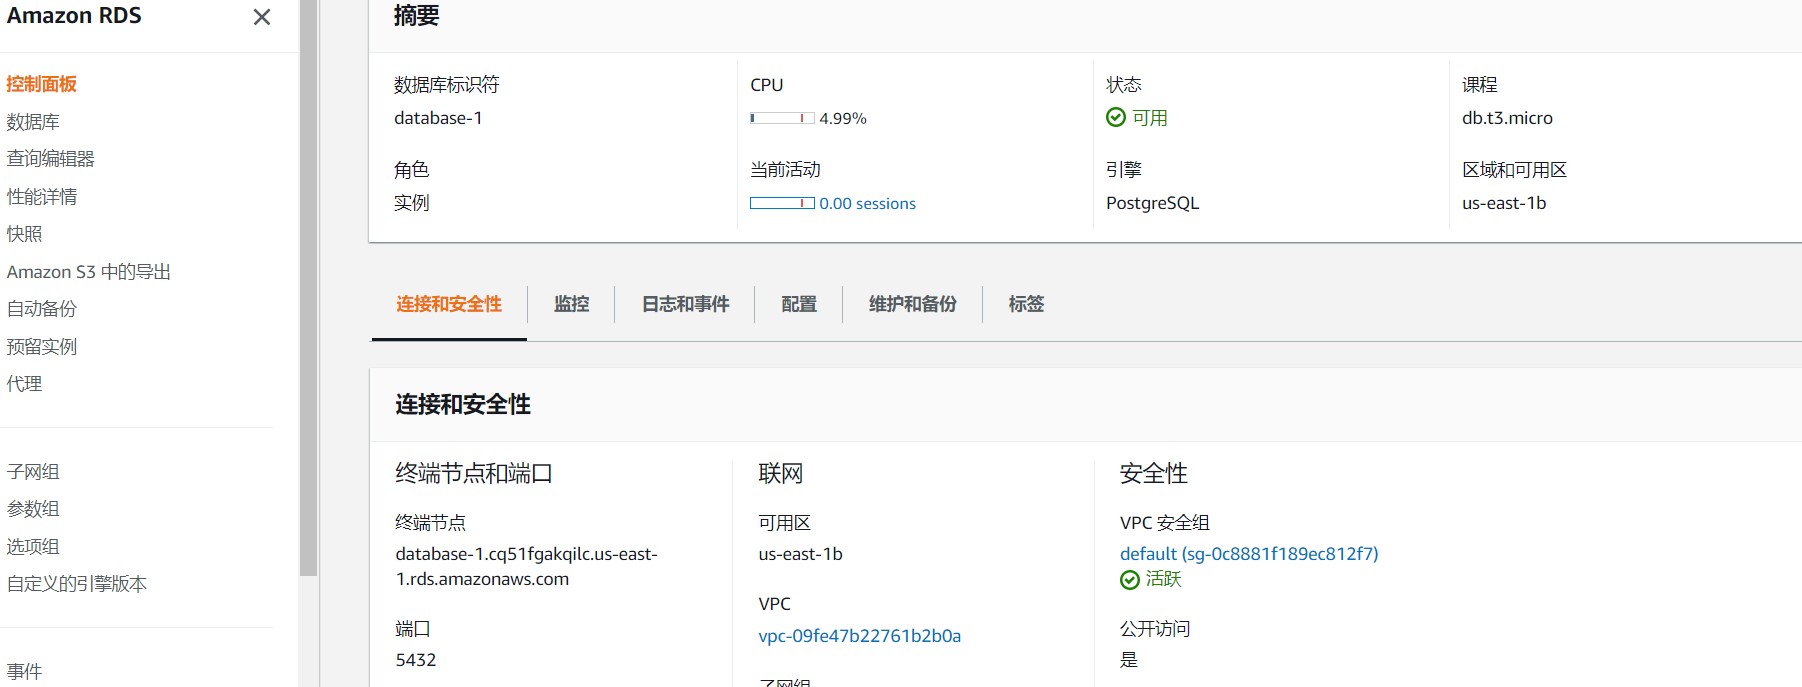 Amazon RDS
控制面板
数据库
查询编辑器
性能详情
快照
Amazon S3 中的导出
自动备份
预留实例
代理
子网组
参数组
选项组
自定义的引擎版本
事件
摘要
数据库标识符
database-1
CPU
4.99%
状态
可用
课程
db.t3.micro
角色
实例
当前活动
0.00 sessions
引擎
PostgreSQL
区域和可用区
us-east-1b
连接和安全性
监控
日志和事件
配置
维护和备份
标签
连接和安全性
终端节点和端口
终端节点
database-1.cq51fgakqilc.us-east-
1.rds.amazonaws.com
端口
5432
联网
可用区
us-east-1b
VPC
vpc-09fe47b22761b2b0a
子网组
安全性
VPC 安全组
default (sg-0c8881f189ec812f7)
活跃
公开访问
是